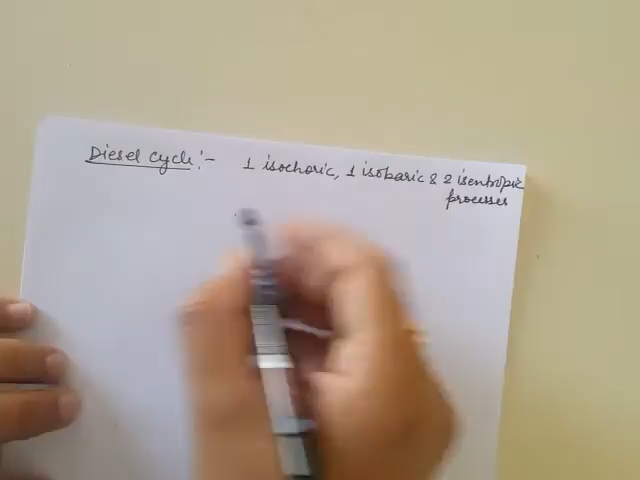 Diesel Cycle :- 1 isochoric, 1 isobaric & 2 isentropic
processes